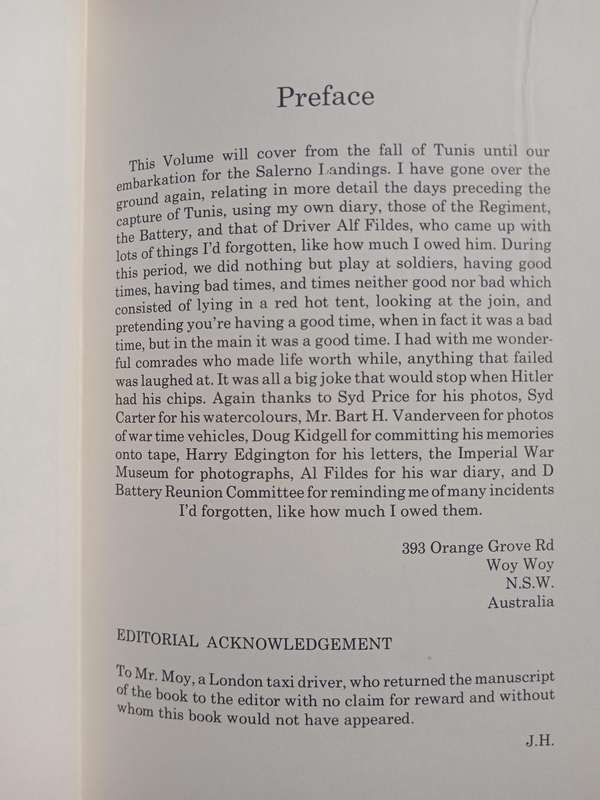 Preface
This Volume will cover from the fall of Tunis until our
embarkation for the Salerno Landings. I have gone over the
ground again, relating in more detail the days preceding the
capture of Tunis, using my own diary, those of the Regiment,
the Battery, and that of Driver Alf Fildes, who came up with
lots of things I'd forgotten, like how much I owed him. During
this period, we did nothing but play at soldiers, having good
times, having bad times, and times neither good nor bad which
consisted of lying in a red hot tent, looking at the join, and
pretending you're having a good time, when in fact it was a bad
time, but in the main it was a good time. I had with me wonder-
ful comrades who made life worth while, anything that failed
was laughed at. It was all a big joke that would stop when Hitler
had his chips. Again thanks to Syd Price for his photos, Syd
Carter for his watercolours, Mr. Bart H. Vanderveen for photos
of war time vehicles, Doug Kidgell for committing his memories
onto tape, Harry Edgington for his letters, the Imperial War
Museum for photographs, Al Fildes for his war diary, and D
Battery Reunion Committee for reminding me of many incidents
I'd forgotten, like how much I owed them.
393 Orange Grove Rd
Woy Woy
N.S.W.
Australia
EDITORIAL ACKNOWLEDGEMENT
To Mr. Moy, a London taxi driver, who returned the manuscript
of the book to the editor with no claim for reward and without
whom this book would not have appeared.
J.H.